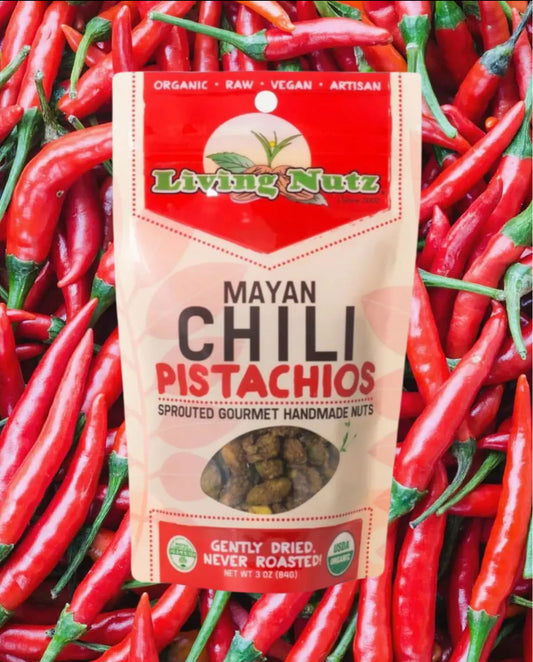 ORGANIC • RAW • VEGAN • ARTISAN
Living Nutz
MAYAN
CHILI
PISTACHIOS
SPROUTED GOURMET HANDMADE NUTS
GENTLY DRIED,
NEVER ROASTED!
NET WT 3 OZ (84G)
USDA
ORGANIC